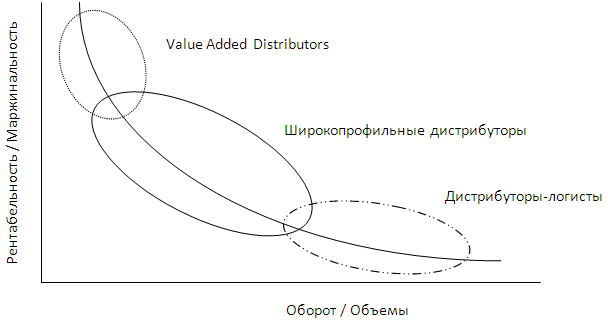 Value Added Distributors
Широкопрофильные дистрибуторы
Дистрибуторы-логисты
Рентабельность / Маржинальность
Оборот / Объемы